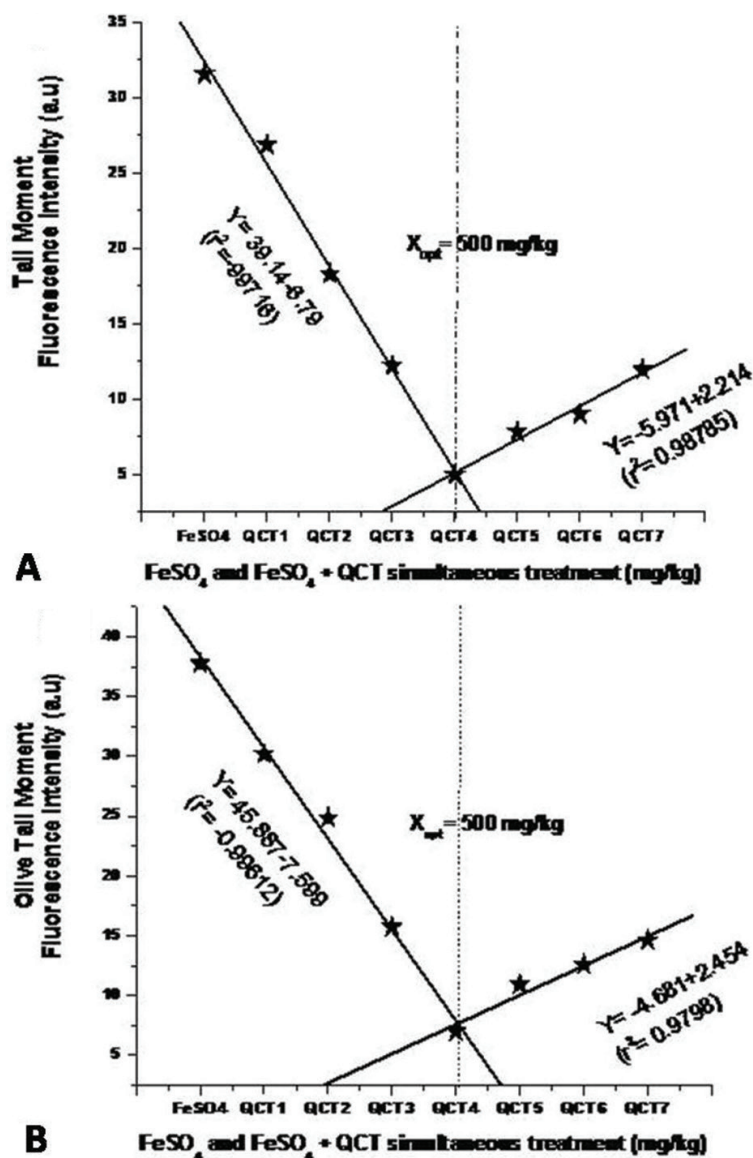 Tail Moment
Fluorescence Intensity (a.u)
35
30
25
20
15
10
5
Y= 39.14-6.79
(r²=-99716)
X_opt = 500 mg/kg
Y=-5.971+2.214
(r²=0.98785)
FeSO4 QCT1 QCT2 QCT3 QCT4 QCT5 QCT6 QCT7
A
FeSO₄ and FeSO₄ + QCT simultaneous treatment (mg/kg)
Olive Tail Moment
Fluorescence Intensity (a.u)
40
35
30
25
20
15
10
5
Y=45.887-7.599
(r²= -0.99612)
X_opt = 500 mg/kg
Y= -4.681+2.454
(r²= 0.9798)
FeSO4 QCT1 QCT2 QCT3 QCT4 QCT5 QCT6 QCT7
B
FeSO₄ and FeSO₄ + QCT simultaneous treatment (mg/kg)